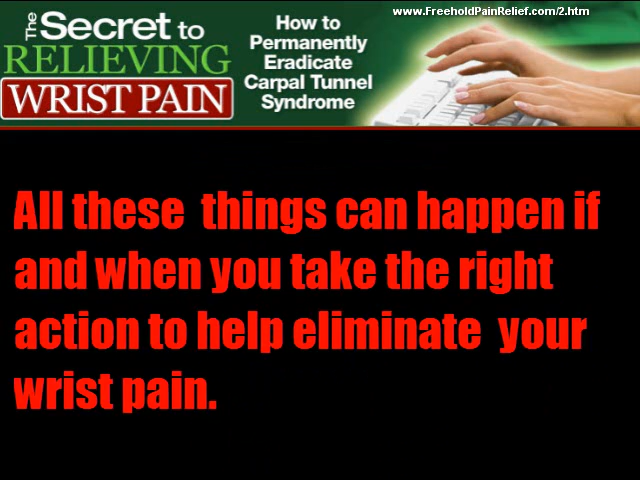 The Secret to
RELIEVING
WRIST PAIN
How to
Permanently
Eradicate
Carpal Tunnel
Syndrome
www.FreeholdPainRelief.com/2.htm
All these  things can happen if
and when you take the right
action to help eliminate  your
wrist pain.